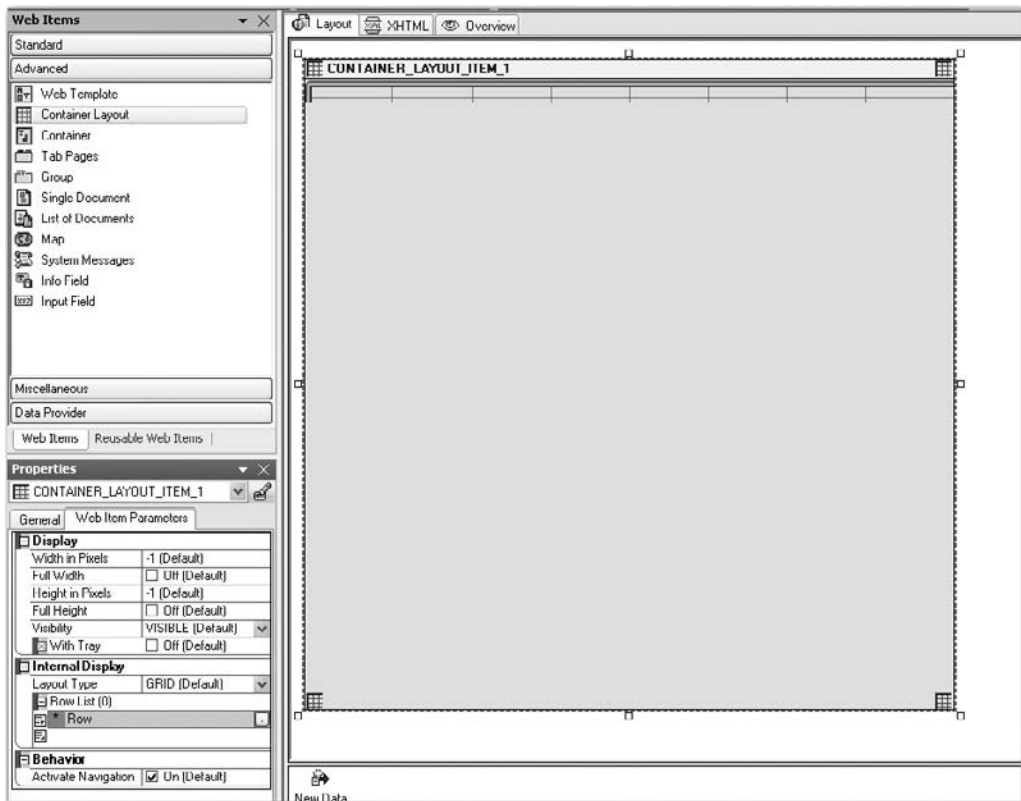 Web Items
Standard
Advanced
Web Template
Container Layout
Container
Tab Pages
Group
Single Document
List of Documents
Map
System Messages
Info Field
Input Field
Miscellaneous
Data Provider
Web Items Reusable Web Items
Properties
CONTAINER_LAYOUT_ITEM_1
General Web Item Parameters
Display
Width in Pixels -1 (Default)
Full Width Off (Default)
Height in Pixels -1 (Default)
Full Height Off (Default)
Visibility VISIBLE (Default)
With Tray Off (Default)
Internal Display
Layout Type GRID (Default)
Row List (0)
* Row
Behavior
Activate Navigation On (Default)
Layout XHTML Overview
CONTAINER_LAYOUT_ITEM_1
New Data